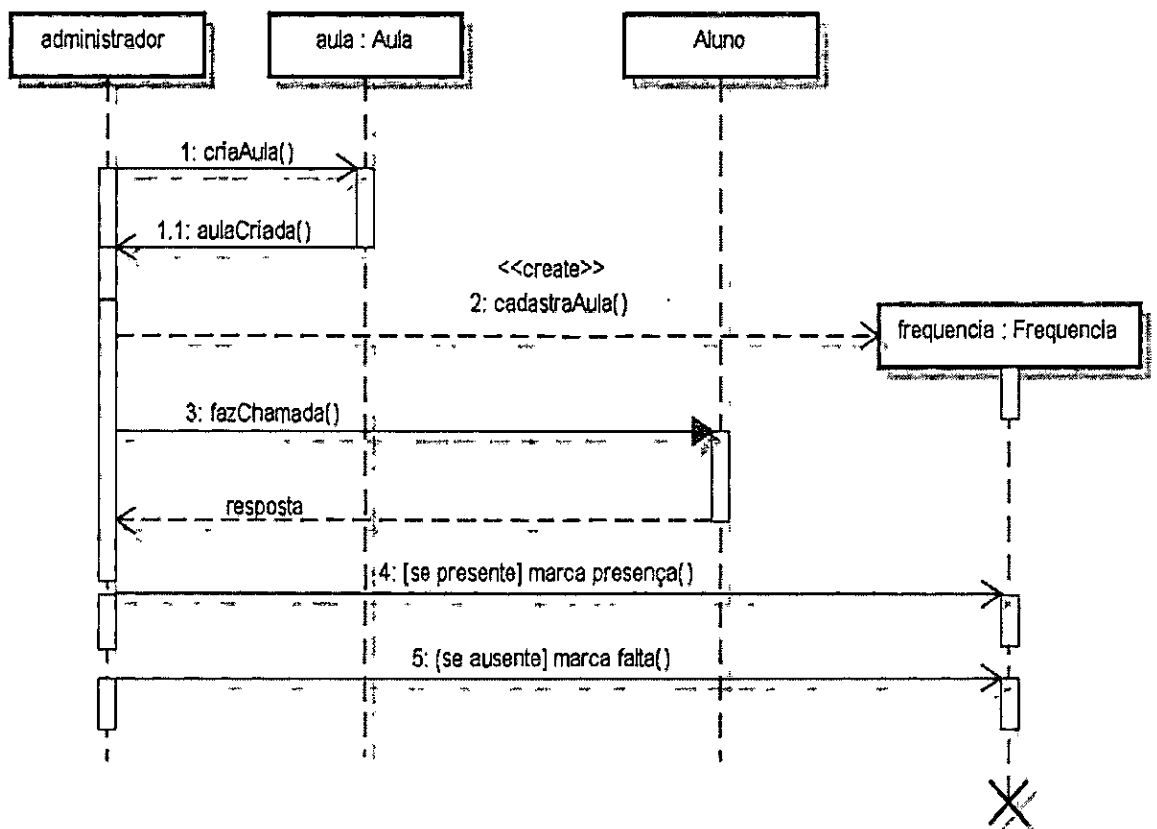 administrador
aula : Aula
Aluno
1: criaAula()
1.1: aulaCriada()
<<create>>
2: cadastraAula()
frequencia : Frequencia
3: fazChamada()
resposta
4: [se presente] marca presença()
5: [se ausente] marca falta()